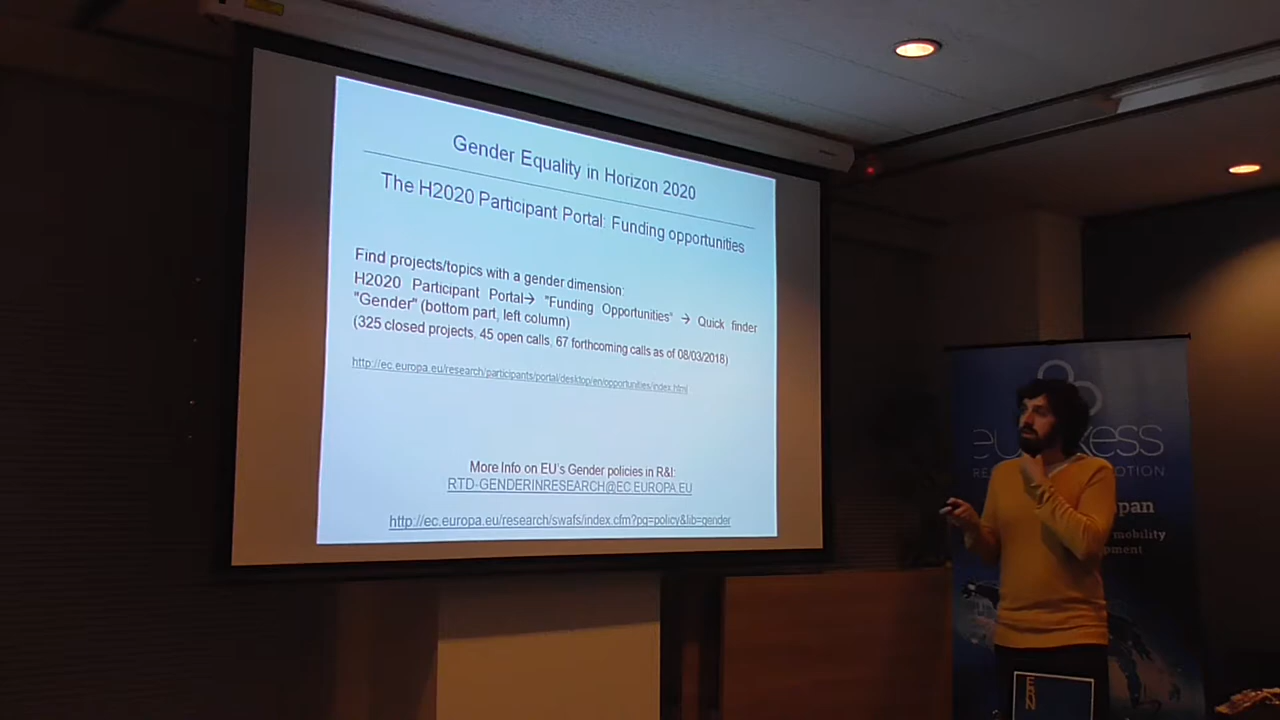 Gender Equality in Horizon 2020
The H2020 Participant Portal: Funding opportunities
Find projects/topics with a gender dimension:
H2020 Participant Portal→ "Funding Opportunities" → Quick finder
"Gender" (bottom part, left column)
(325 closed projects, 45 open calls, 67 forthcoming calls as of 08/03/2018)
http://ec.europa.eu/research/participants/portal/desktop/en/opportunities/index.html
More Info on EU's Gender policies in R&I:
RTD-GENDERINRESEARCH@EC.EUROPA.EU
http://ec.europa.eu/research/swafs/index.cfm?pg=policy&lib=gender
mobility